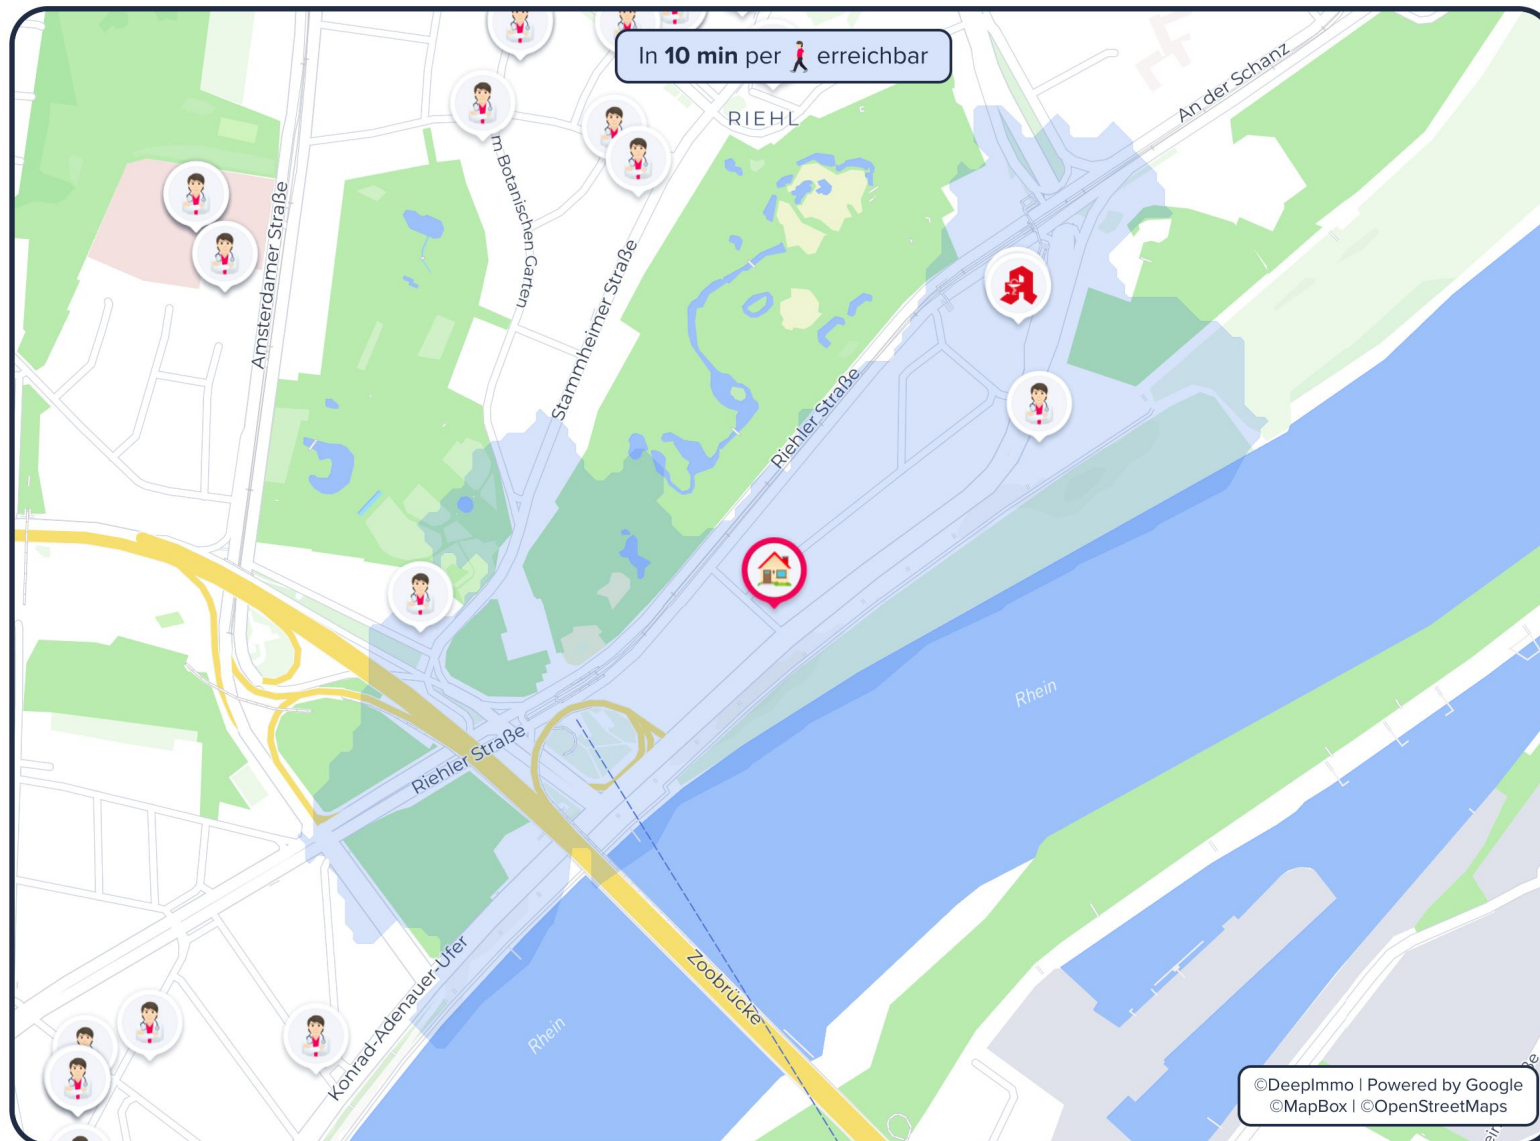 In 10 min per erreichbar
RIEHL
An der Schanz
m Botanischen Garten
Amsterdamer Straße
Stammheimer Straße
Riehler Straße
Rhein
Riehler Straße
Zoobrücke
Konrad-Adenauer-Ufer
Rhein
©DeepImmo | Powered by Google
©MapBox | ©OpenStreetMaps